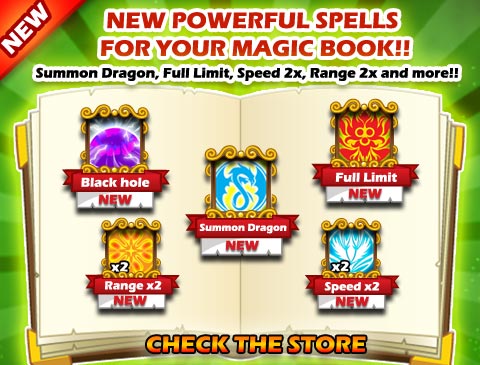 NEW
NEW POWERFUL SPELLS
FOR YOUR MAGIC BOOK!!
Summon Dragon, Full Limit, Speed 2x, Range 2x and more!!
Black hole
NEW
Full Limit
NEW
Summon Dragon
NEW
x2
Range x2
NEW
x2
Speed x2
NEW
CHECK THE STORE